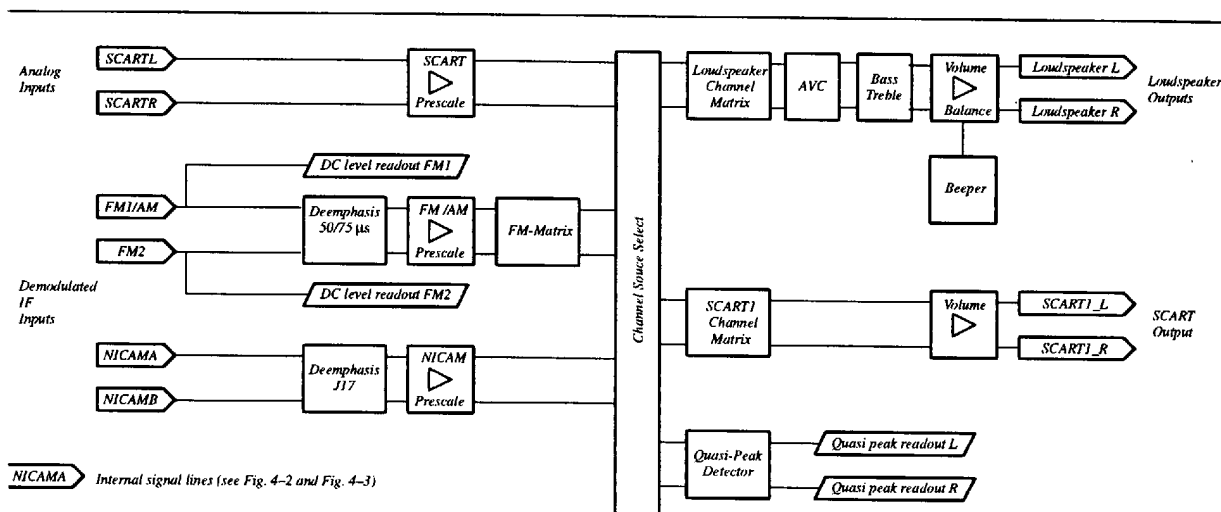 Analog
Inputs
SCARTL
SCARTR
SCART
Prescale
DC level readout FM1
FM1/AM
FM2
Deemphasis
50/75 µs
FM/AM
Prescale
FM-Matrix
DC level readout FM2
Demodulated
IF
Inputs
NICAMA
NICAMB
Deemphasis
J17
NICAM
Prescale
Channel Souce Select
Loudspeaker
Channel
Matrix
AVC
Bass
Treble
Volume
Balance
Beeper
Loudspeaker L
Loudspeaker R
Loudspeaker
Outputs
SCART1
Channel
Matrix
Volume
SCART1_L
SCART1_R
SCART
Output
Quasi-Peak
Detector
Quasi peak readout L
Quasi peak readout R
NICAMA
Internal signal lines (see Fig. 4–2 and Fig. 4–3)